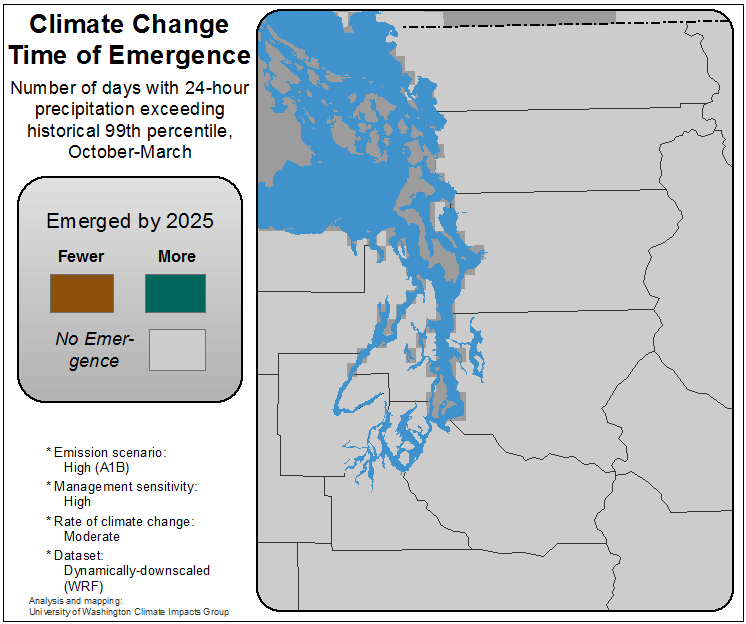 Climate Change
Time of Emergence
Number of days with 24-hour
precipitation exceeding
historical 99th percentile,
October-March
Emerged by 2025
Fewer More
No Emer-
gence
* Emission scenario:
High (A1B)
* Management sensitivity:
High
* Rate of climate change:
Moderate
* Dataset:
Dynamically-downscaled
(WRF)
Analysis and mapping:
University of Washington Climate Impacts Group